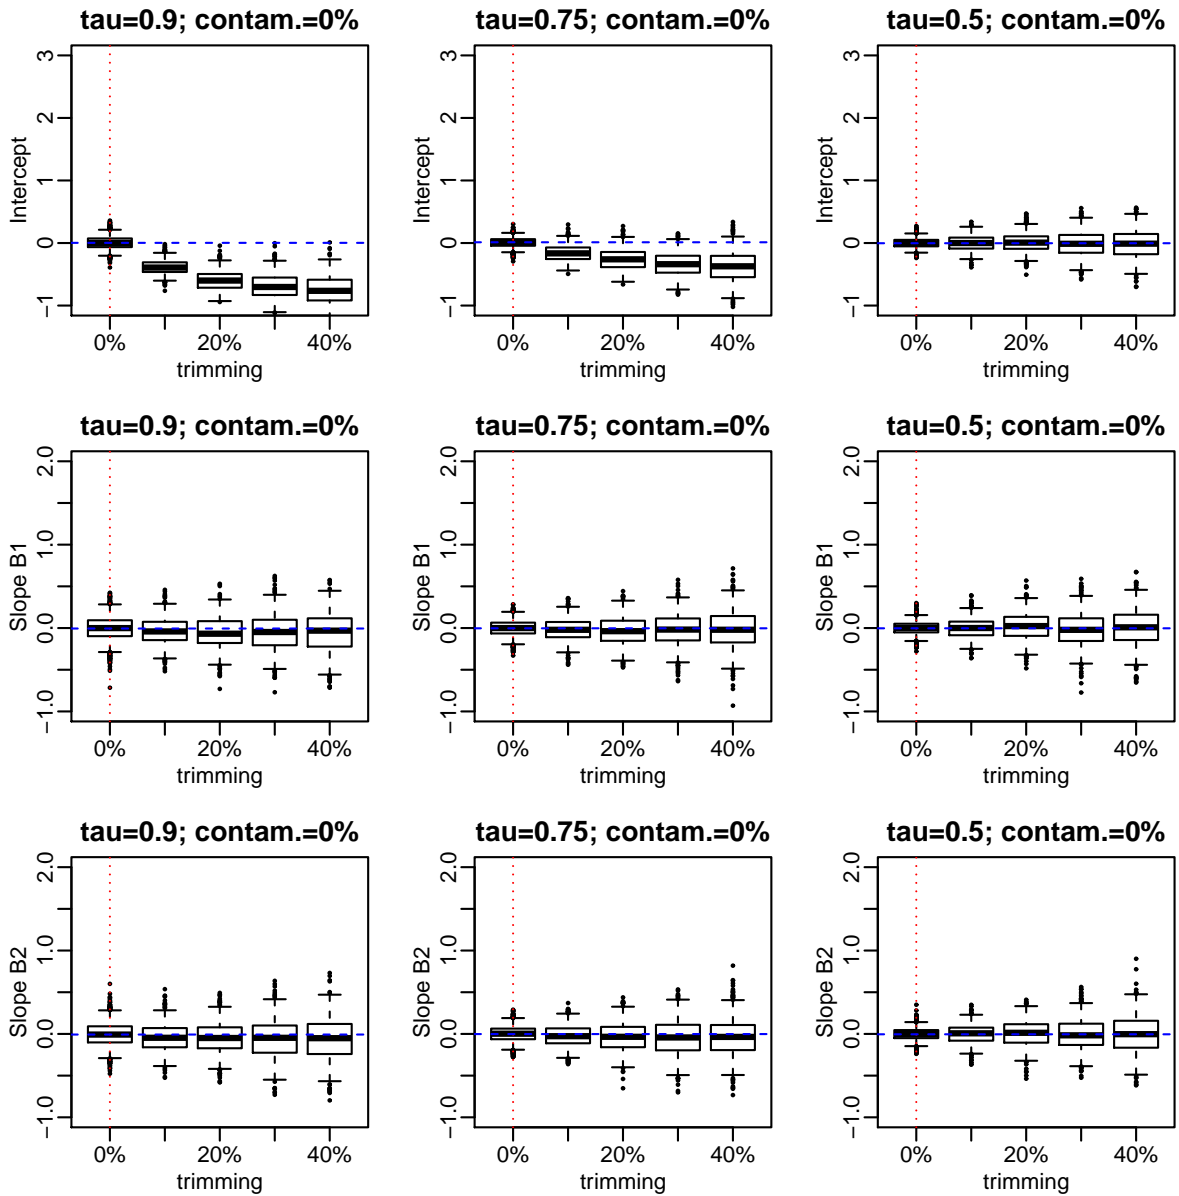 tau=0.9; contam.=0%
tau=0.75; contam.=0%
tau=0.5; contam.=0%
Intercept
3
2
1
0
−1
0%
20%
40%
trimming
Intercept
3
2
1
0
−1
0%
20%
40%
trimming
Intercept
3
2
1
0
−1
0%
20%
40%
trimming
tau=0.9; contam.=0%
tau=0.75; contam.=0%
tau=0.5; contam.=0%
Slope B1
2.0
1.0
0.0
−1.0
0%
20%
40%
trimming
Slope B1
2.0
1.0
0.0
−1.0
0%
20%
40%
trimming
Slope B1
2.0
1.0
0.0
−1.0
0%
20%
40%
trimming
tau=0.9; contam.=0%
tau=0.75; contam.=0%
tau=0.5; contam.=0%
Slope B2
2.0
1.0
0.0
−1.0
0%
20%
40%
trimming
Slope B2
2.0
1.0
0.0
−1.0
0%
20%
40%
trimming
Slope B2
2.0
1.0
0.0
−1.0
0%
20%
40%
trimming